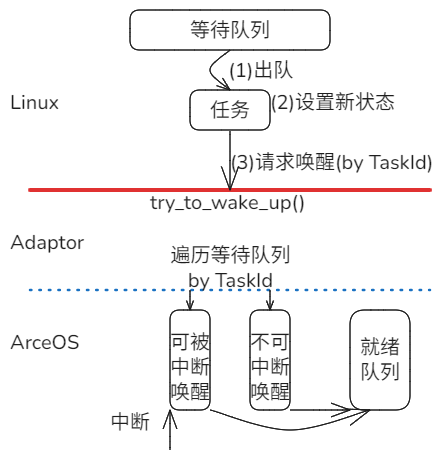 等待队列
(1)出队
Linux
任务
(2)设置新状态
(3)请求唤醒(by TaskId)
try_to_wake_up()
Adaptor
遍历等待队列
by TaskId
ArceOS
可被
中断
唤醒
不可
中断
唤醒
就绪
队列
中断